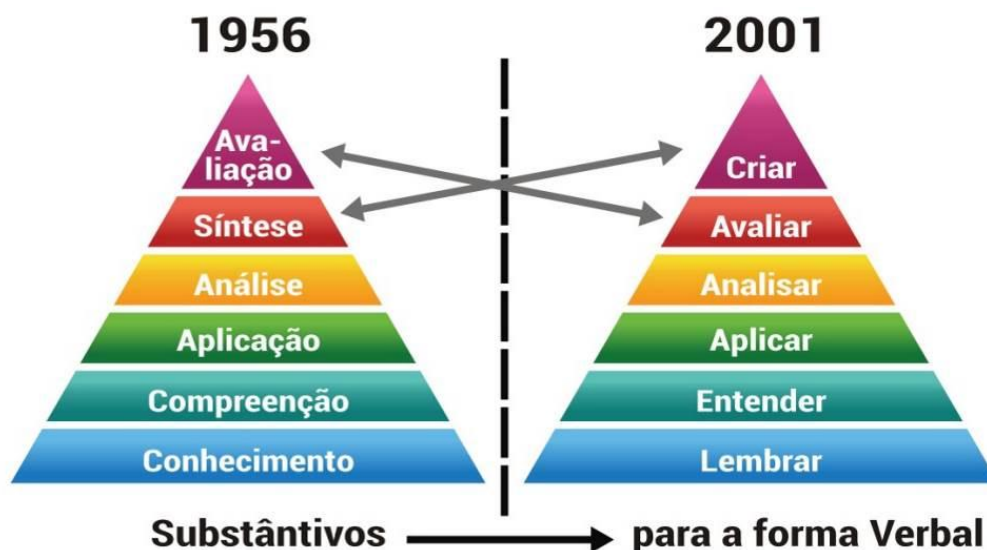 1956
Ava-
liação
Síntese
Análise
Aplicação
Compreenção
Conhecimento
2001
Criar
Avaliar
Analisar
Aplicar
Entender
Lembrar
Substântivos para a forma Verbal